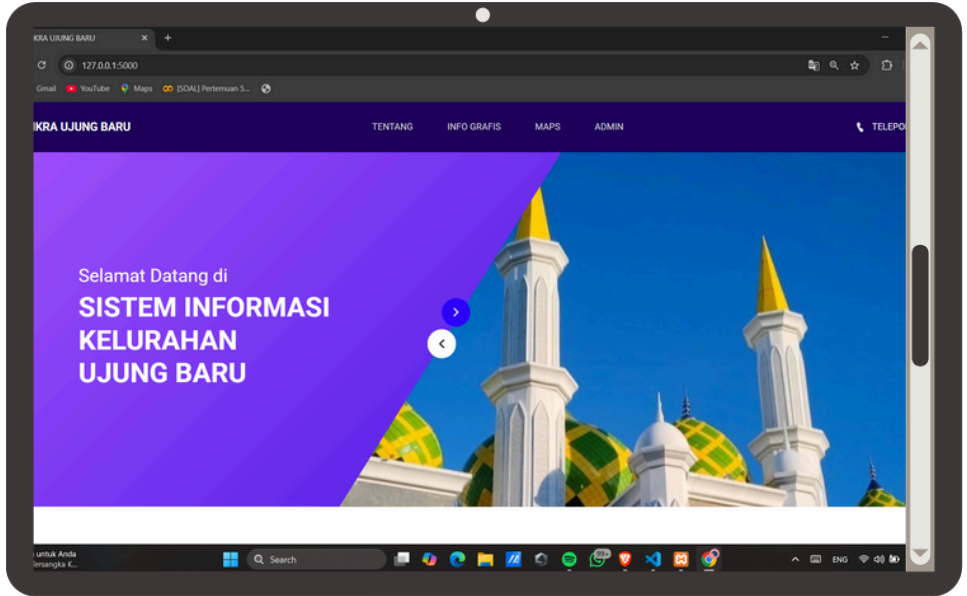 KRA UJUNG BARU
127.0.0.1:5000
Gmail YouTube Maps [SOAL] Pertemuan 5...
IKRA UJUNG BARU TENTANG INFO GRAFIS MAPS ADMIN TELEPO
Selamat Datang di
SISTEM INFORMASI
KELURAHAN
UJUNG BARU
untuk Anda
Search
99+
ENG
ersangka K...